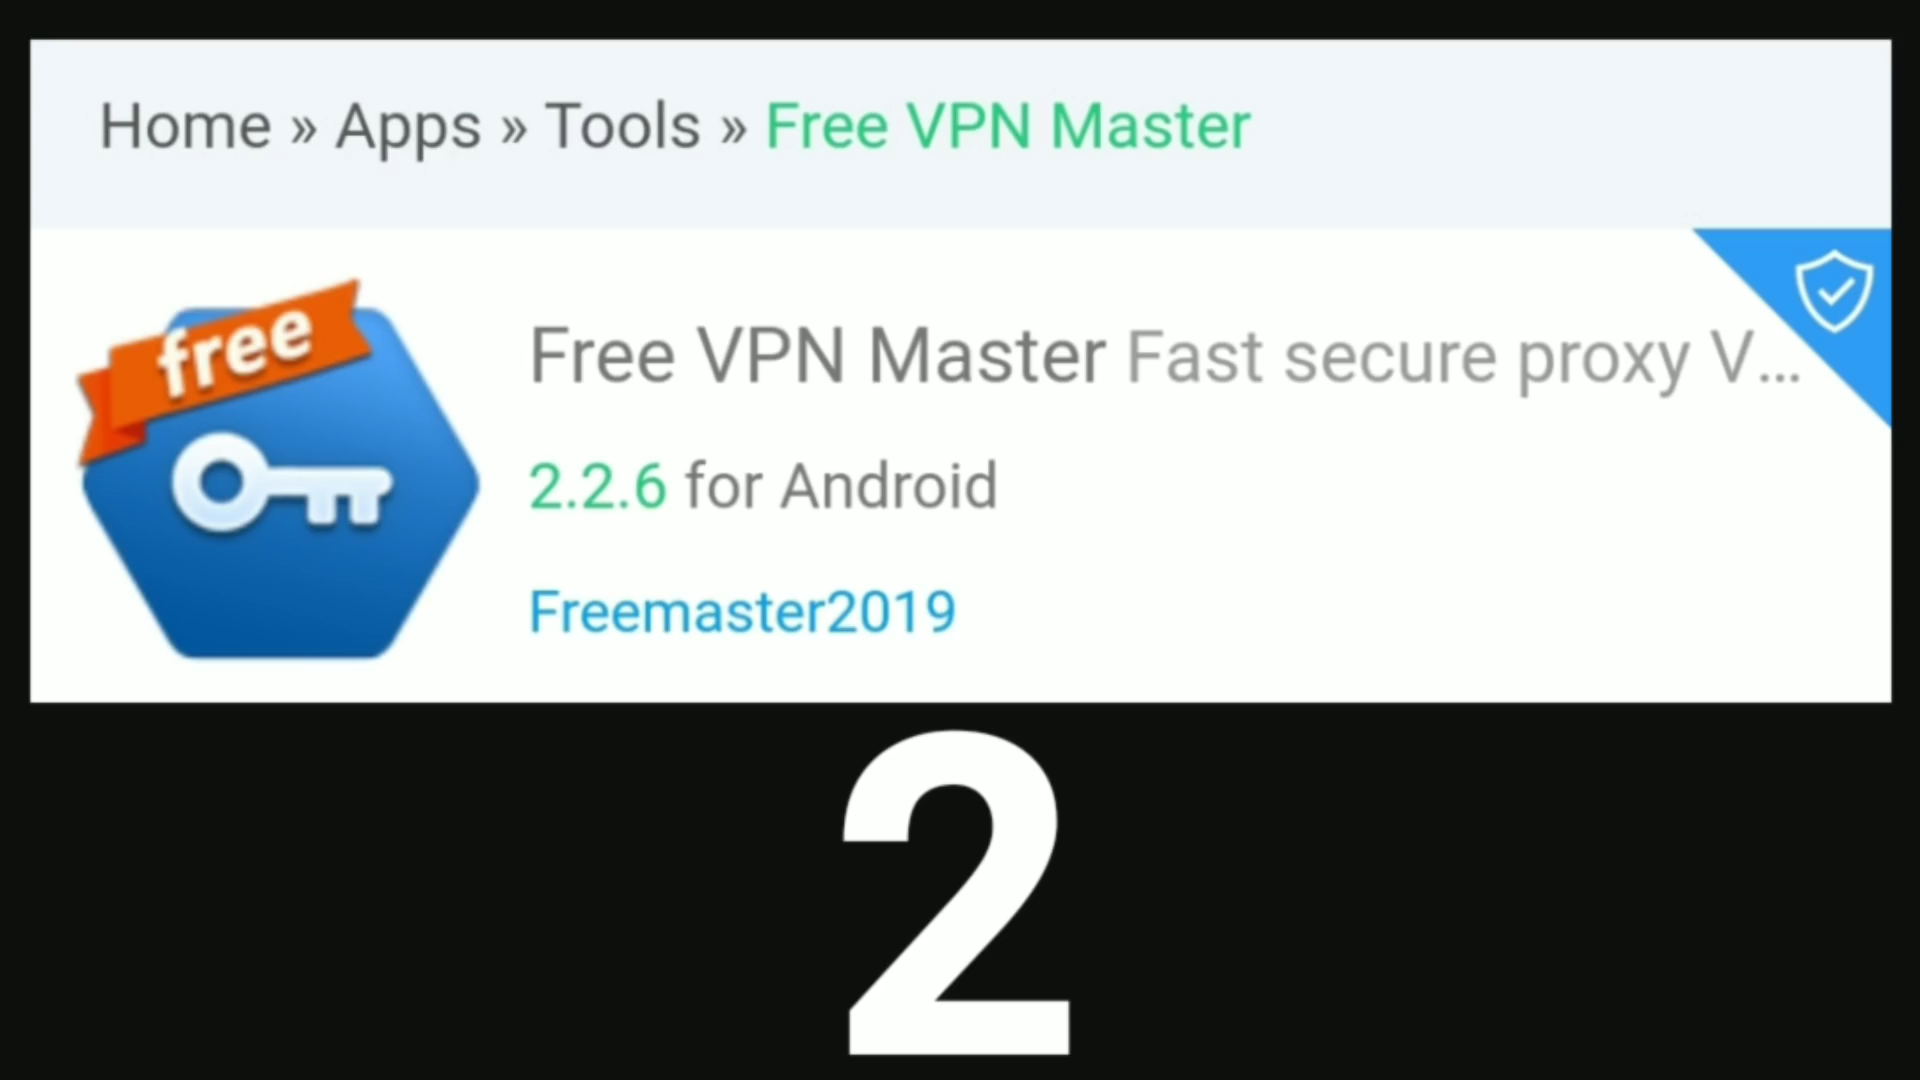 Home » Apps » Tools » Free VPN Master
free
Free VPN Master Fast secure proxy V...
2.2.6 for Android
Freemaster2019
2